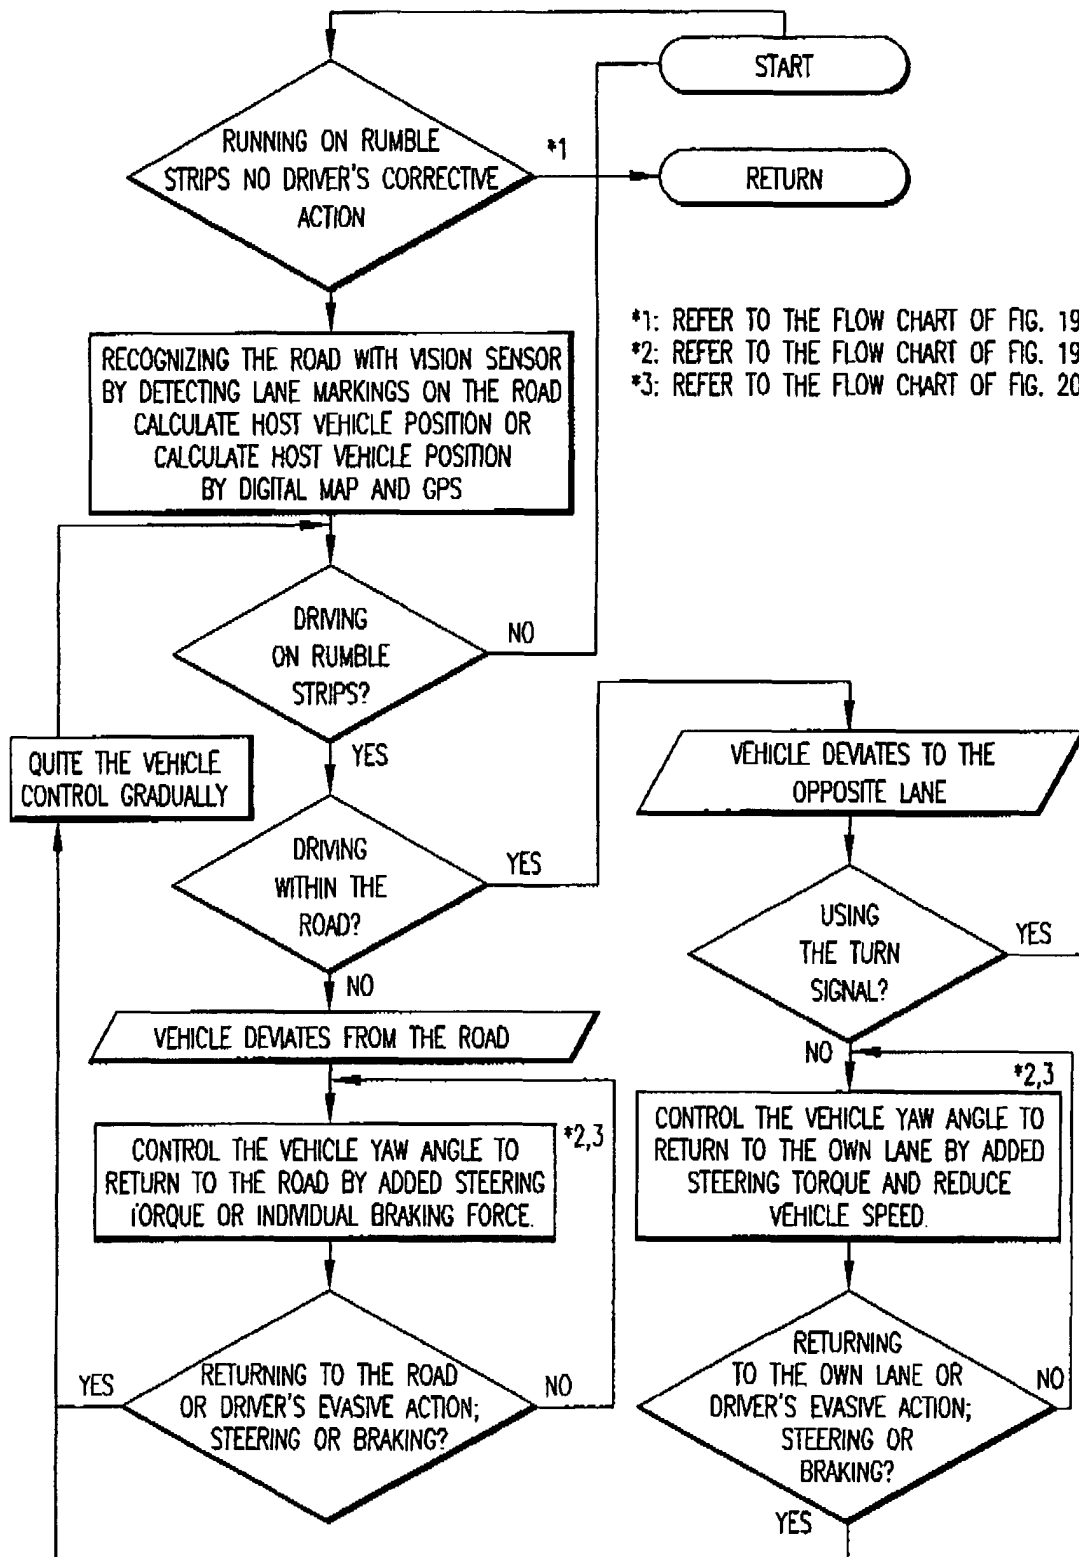 START
RUNNING ON RUMBLE
STRIPS NO DRIVER'S CORRECTIVE
ACTION
*1
RETURN
*1: REFER TO THE FLOW CHART OF FIG. 19
*2: REFER TO THE FLOW CHART OF FIG. 19
*3: REFER TO THE FLOW CHART OF FIG. 20
RECOGNIZING THE ROAD WITH VISION SENSOR
BY DETECTING LANE MARKINGS ON THE ROAD
CALCULATE HOST VEHICLE POSITION OR
CALCULATE HOST VEHICLE POSITION
BY DIGITAL MAP AND GPS
DRIVING
ON RUMBLE
STRIPS?
NO
YES
QUITE THE VEHICLE
CONTROL GRADUALLY
VEHICLE DEVIATES TO THE
OPPOSITE LANE
DRIVING
WITHIN THE
ROAD?
YES
NO
USING
THE TURN
SIGNAL?
YES
NO
VEHICLE DEVIATES FROM THE ROAD
*2,3
CONTROL THE VEHICLE YAW ANGLE TO
RETURN TO THE ROAD BY ADDED STEERING
TORQUE OR INDIVIDUAL BRAKING FORCE.
*2,3
CONTROL THE VEHICLE YAW ANGLE TO
RETURN TO THE OWN LANE BY ADDED
STEERING TORQUE AND REDUCE
VEHICLE SPEED.
RETURNING TO THE ROAD
OR DRIVER'S EVASIVE ACTION;
STEERING OR BRAKING?
YES
NO
RETURNING
TO THE OWN LANE OR
DRIVER'S EVASIVE ACTION;
STEERING OR
BRAKING?
NO
YES